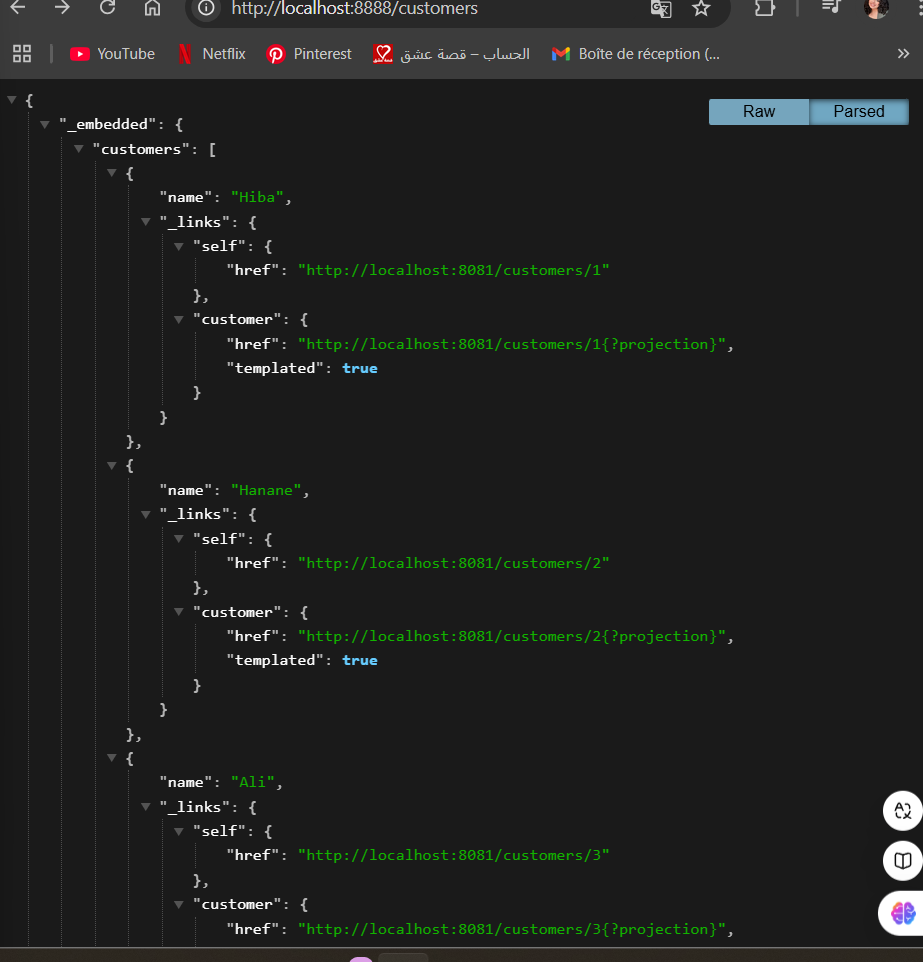 http://localhost:8888/customers
YouTube Netflix Pinterest الحساب – قصة عشق Boîte de réception (...
Raw Parsed
{
"_embedded": {
"customers": [
{
"name": "Hiba",
"_links": {
"self": {
"href": "http://localhost:8081/customers/1"
},
"customer": {
"href": "http://localhost:8081/customers/1{?projection}",
"templated": true
}
}
},
{
"name": "Hanane",
"_links": {
"self": {
"href": "http://localhost:8081/customers/2"
},
"customer": {
"href": "http://localhost:8081/customers/2{?projection}",
"templated": true
}
}
},
{
"name": "Ali",
"_links": {
"self": {
"href": "http://localhost:8081/customers/3"
},
"customer": {
"href": "http://localhost:8081/customers/3{?projection}",